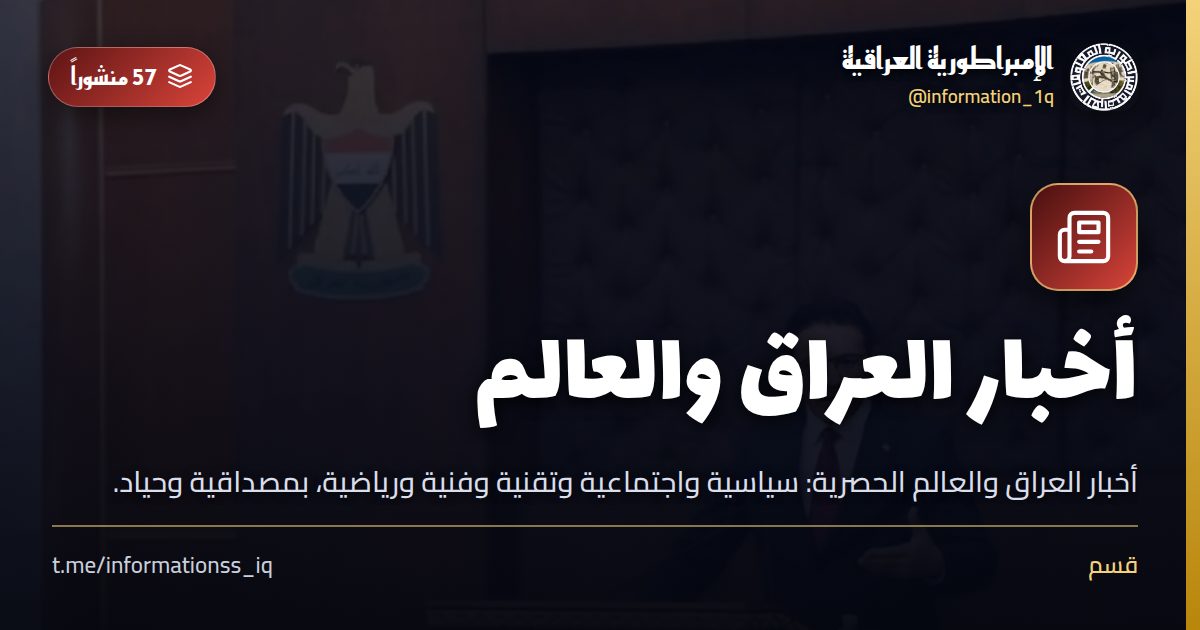 الإمبراطورية العراقية
@information_1q
57 منشوراً
أخبار العراق والعالم
أخبار العراق والعالم الحصرية: سياسية واجتماعية وتقنية وفنية ورياضية، بمصداقية وحياد.
قسم
t.me/informationss_iq